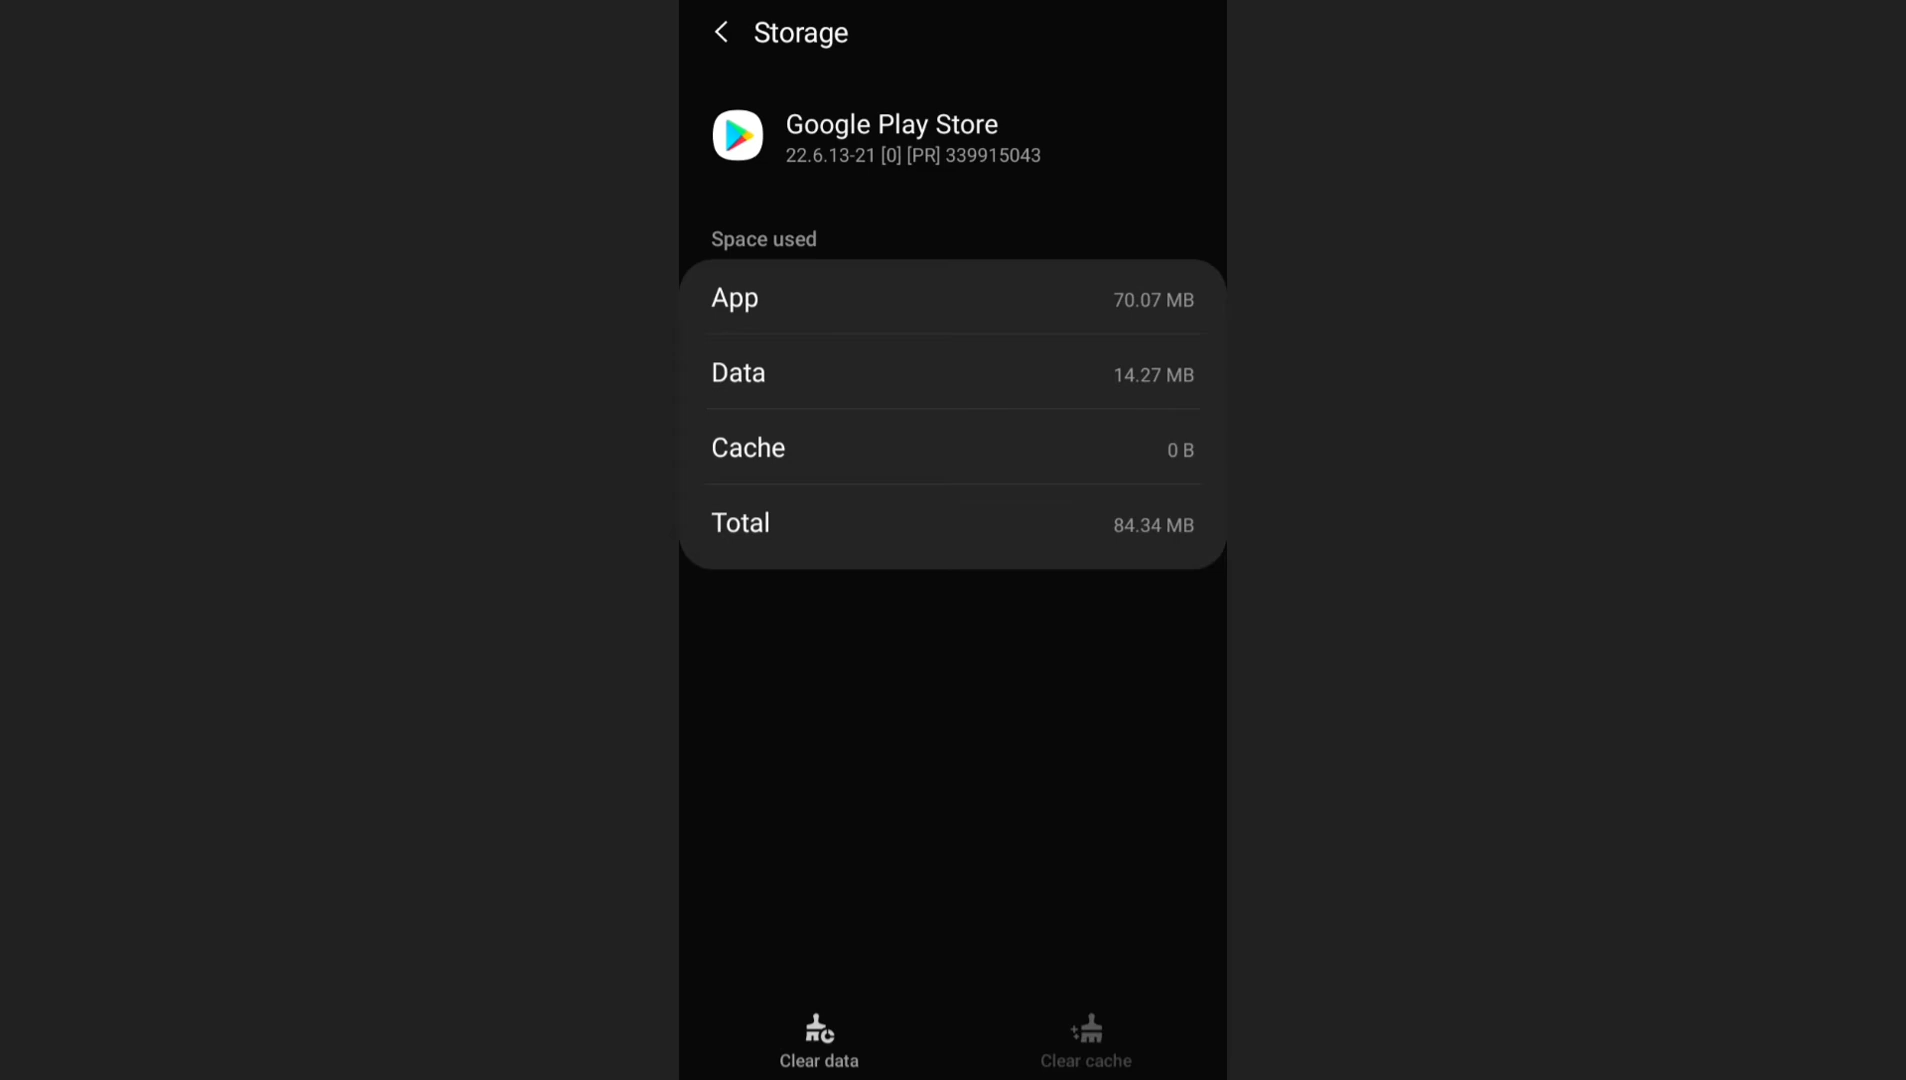 Storage
Google Play Store
22.6.13-21 [0] [PR] 339915043
Space used
App 70.07 MB
Data 14.27 MB
Cache 0 B
Total 84.34 MB
Clear data Clear cache